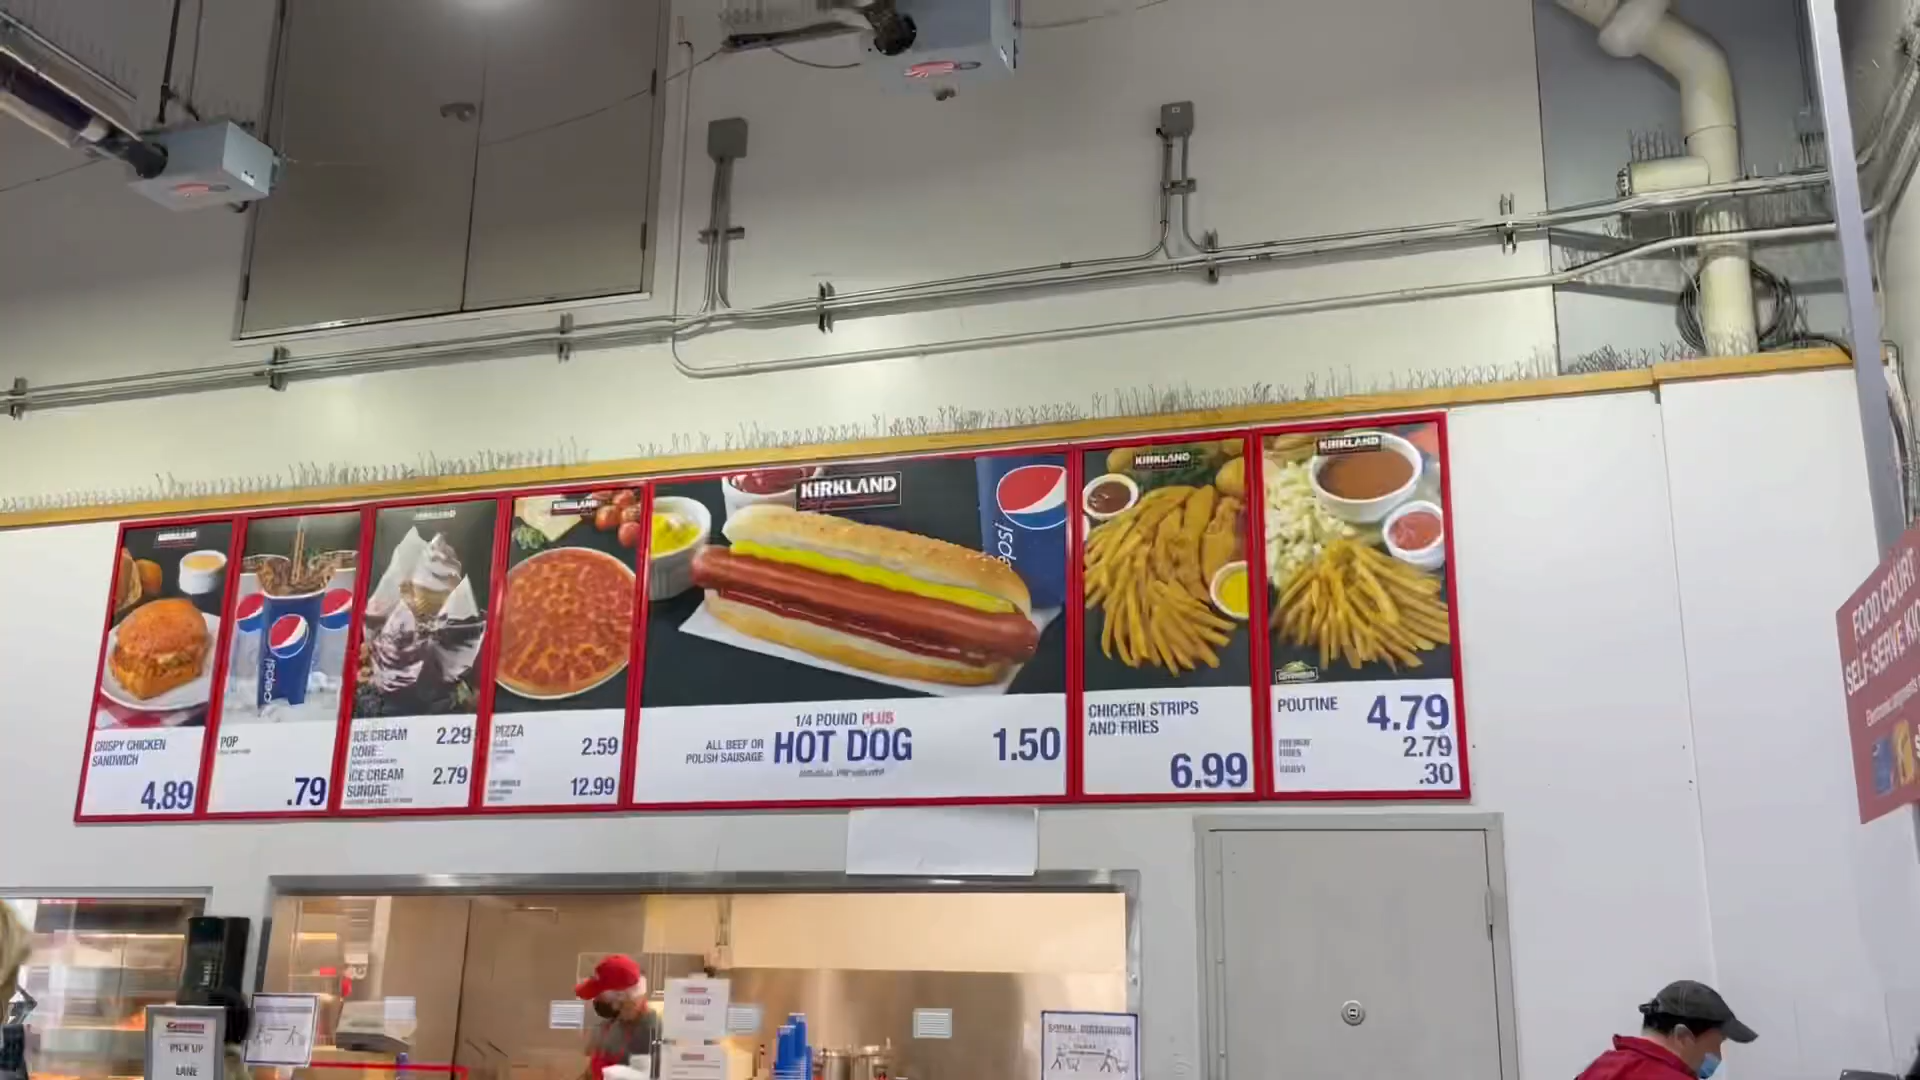 KIRKLAND
CRISPY CHICKEN
SANDWICH
4.89
pepsi
POP
.79
KIRKLAND
ICE CREAM
CONE
2.29
ICE CREAM
SUNDAE
2.79
KIRKLAND
PIZZA
2.59
12.99
KIRKLAND
pepsi
1/4 POUND PLUS
ALL BEEF OR
POLISH SAUSAGE
HOT DOG
1.50
KIRKLAND
CHICKEN STRIPS
AND FRIES
6.99
KIRKLAND
POUTINE
4.79
2.79
GRAVY
.30
FOOD COURT
SELF-SERVE
PICK UP
LANE
SOCIAL DISTANCING